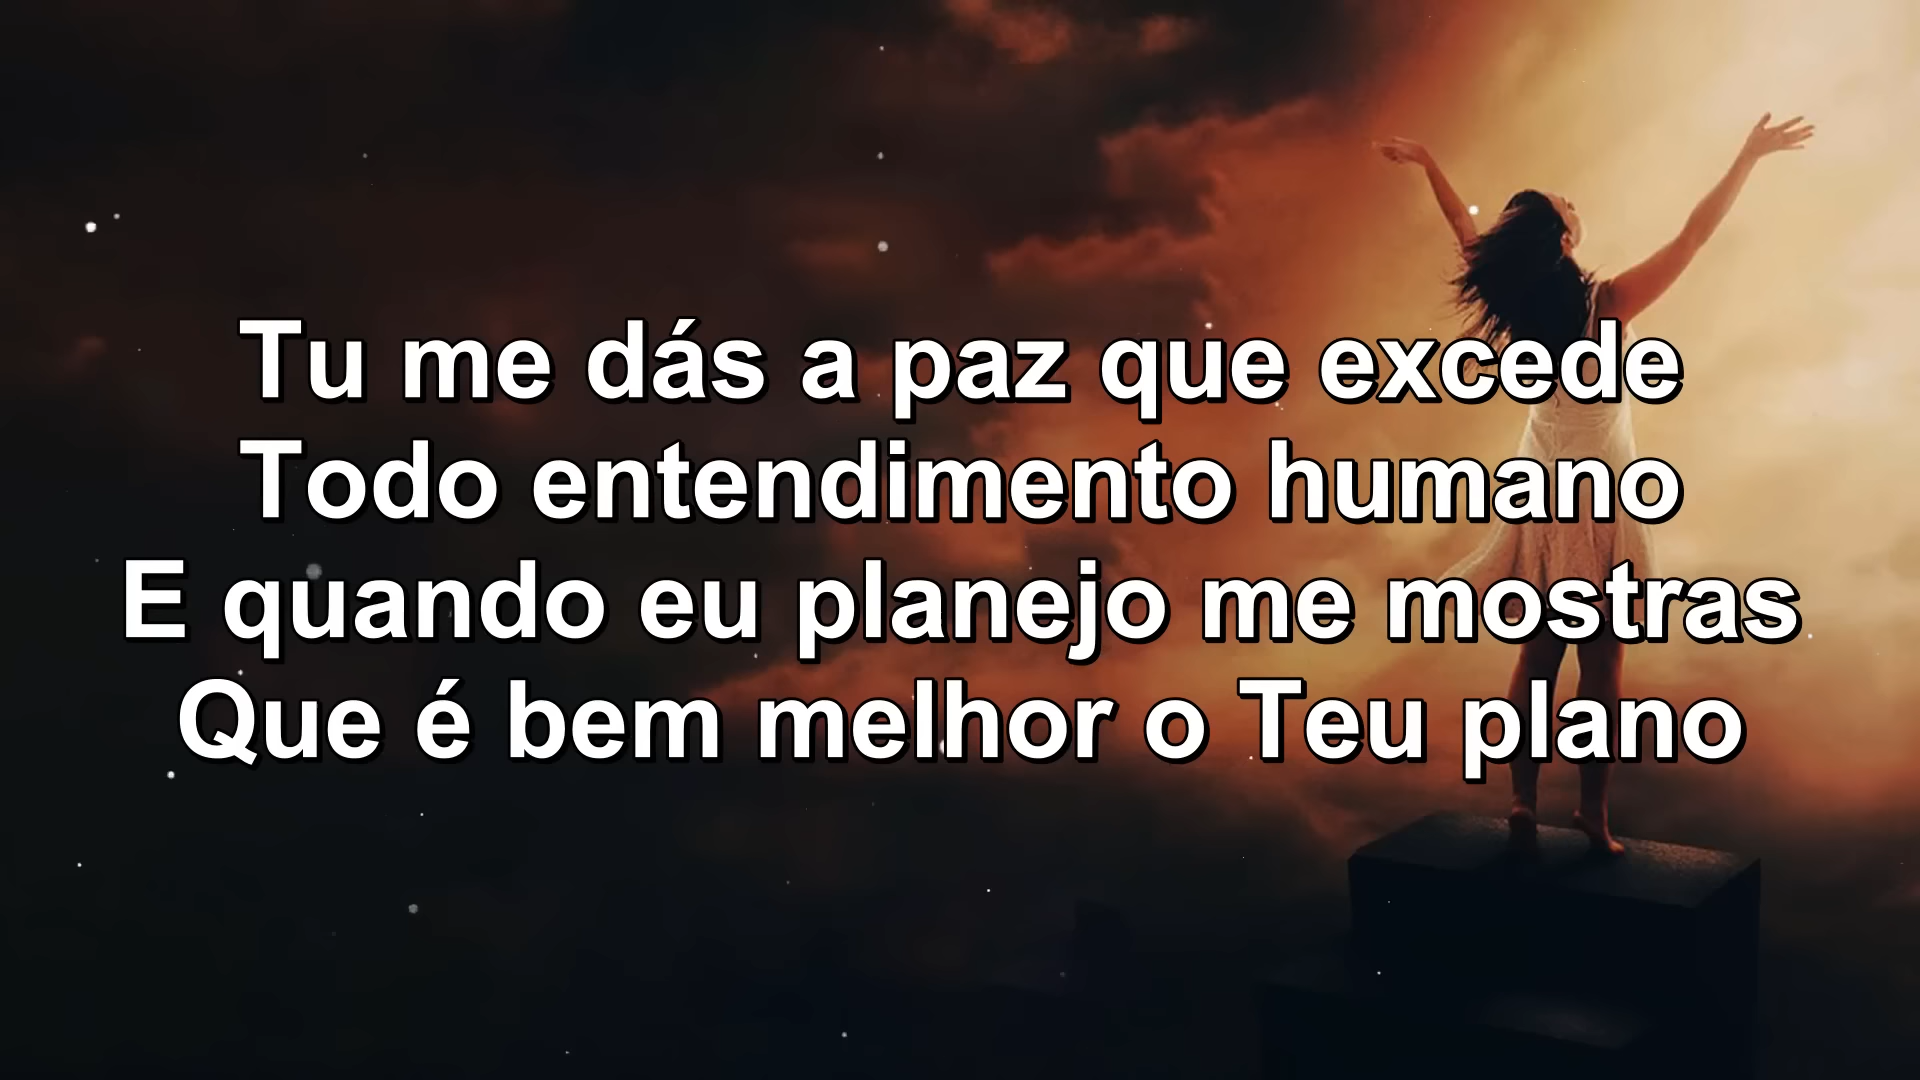 Tu me dás a paz que excede
Todo entendimento humano
E quando eu planejo me mostras
Que é bem melhor o Teu plano